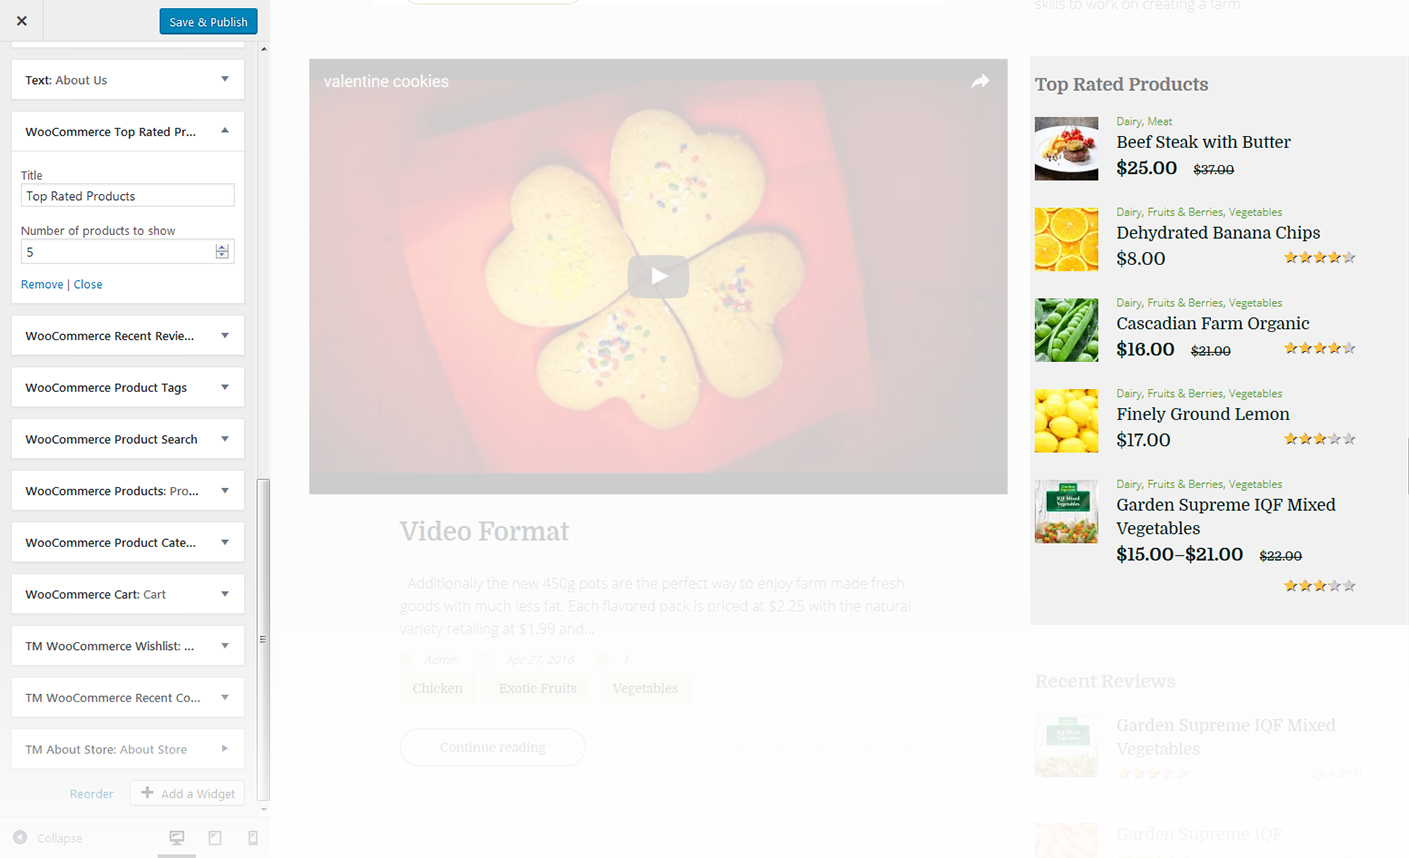 Save & Publish
Text: About Us
WooCommerce Top Rated Pr...
Title
Top Rated Products
Number of products to show
5
Remove | Close
WooCommerce Recent Revie...
WooCommerce Product Tags
WooCommerce Product Search
WooCommerce Products: Pro...
WooCommerce Product Cate...
WooCommerce Cart: Cart
TM WooCommerce Wishlist: ...
TM WooCommerce Recent Co...
TM About Store: About Store
Reorder
Add a Widget
Collapse
valentine cookies
Video Format
Additionally the new 450g pots are the perfect way to enjoy farm made fresh
goods with much less fat. Each flavored pack is priced at $2.25 with the natural
variety retailing at $1.99 and...
Admin Apr 27, 2016 1
Chicken Exotic Fruits Vegetables
Continue reading
skills to work on creating a farm.
Top Rated Products
Dairy, Meat
Beef Steak with Butter
$25.00 $37.00
Dairy, Fruits & Berries, Vegetables
Dehydrated Banana Chips
$8.00
Dairy, Fruits & Berries, Vegetables
Cascadian Farm Organic
$16.00 $21.00
Dairy, Fruits & Berries, Vegetables
Finely Ground Lemon
$17.00
Dairy, Fruits & Berries, Vegetables
Garden Supreme IQF Mixed
Vegetables
$15.00–$21.00 $22.00
IQF Mixed
Vegetables
Recent Reviews
Garden Supreme IQF Mixed
Vegetables
By Admin
Garden Supreme IQF